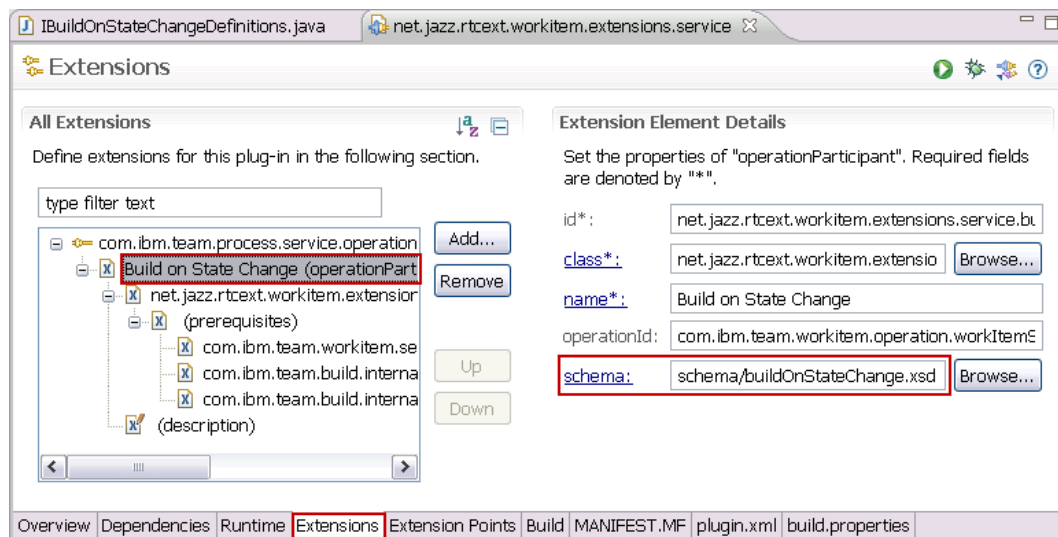 IBuildOnStateChangeDefinitions.java net.jazz.rtcext.workitem.extensions.service
Extensions
All Extensions
Define extensions for this plug-in in the following section.
type filter text
com.ibm.team.process.service.operation
Build on State Change (operationPart
net.jazz.rtcext.workitem.extension
(prerequisites)
com.ibm.team.workitem.se
com.ibm.team.build.interna
com.ibm.team.build.interna
(description)
Add...
Remove
Up
Down
Extension Element Details
Set the properties of "operationParticipant". Required fields
are denoted by "*".
id*: net.jazz.rtcext.workitem.extensions.service.bu
class*: net.jazz.rtcext.workitem.extensio Browse...
name*: Build on State Change
operationId: com.ibm.team.workitem.operation.workItemS
schema: schema/buildOnStateChange.xsd Browse...
Overview Dependencies Runtime Extensions Extension Points Build MANIFEST.MF plugin.xml build.properties